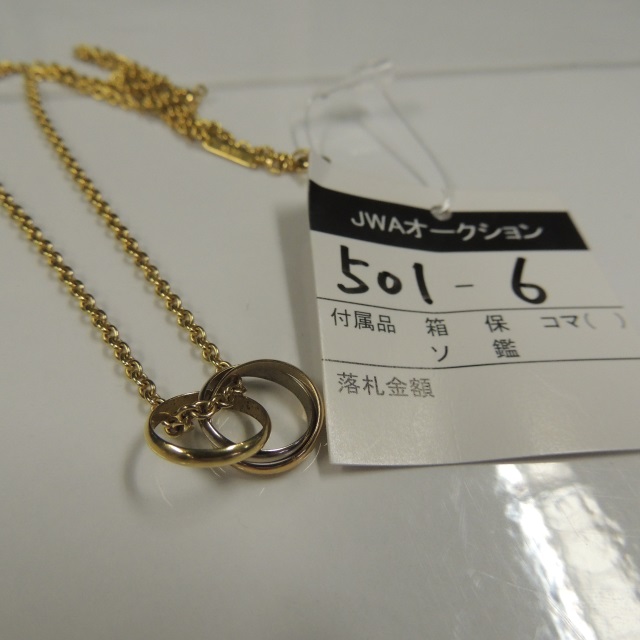 JWAオークション
501-6
付属品 箱 保 コマ( )
ソ 鑑
落札金額